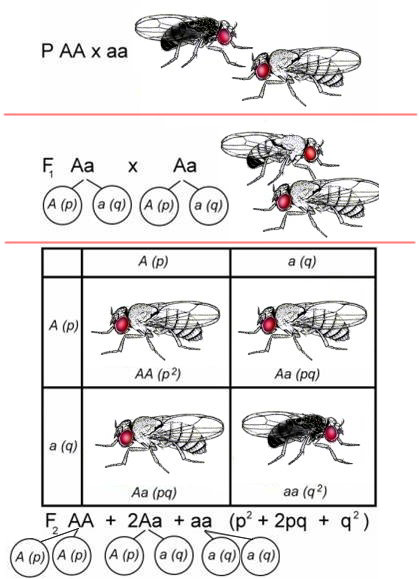 P AA x aa
F1 Aa x Aa
A (p) a (q) A (p) a (q)
A (p) a (q)
A (p)
AA (p²) Aa (pq)
a (q)
Aa (pq) aa (q²)
F2 AA + 2Aa + aa (p² + 2pq + q²)
A (p) A (p) A (p) a (q) a (q) a (q)